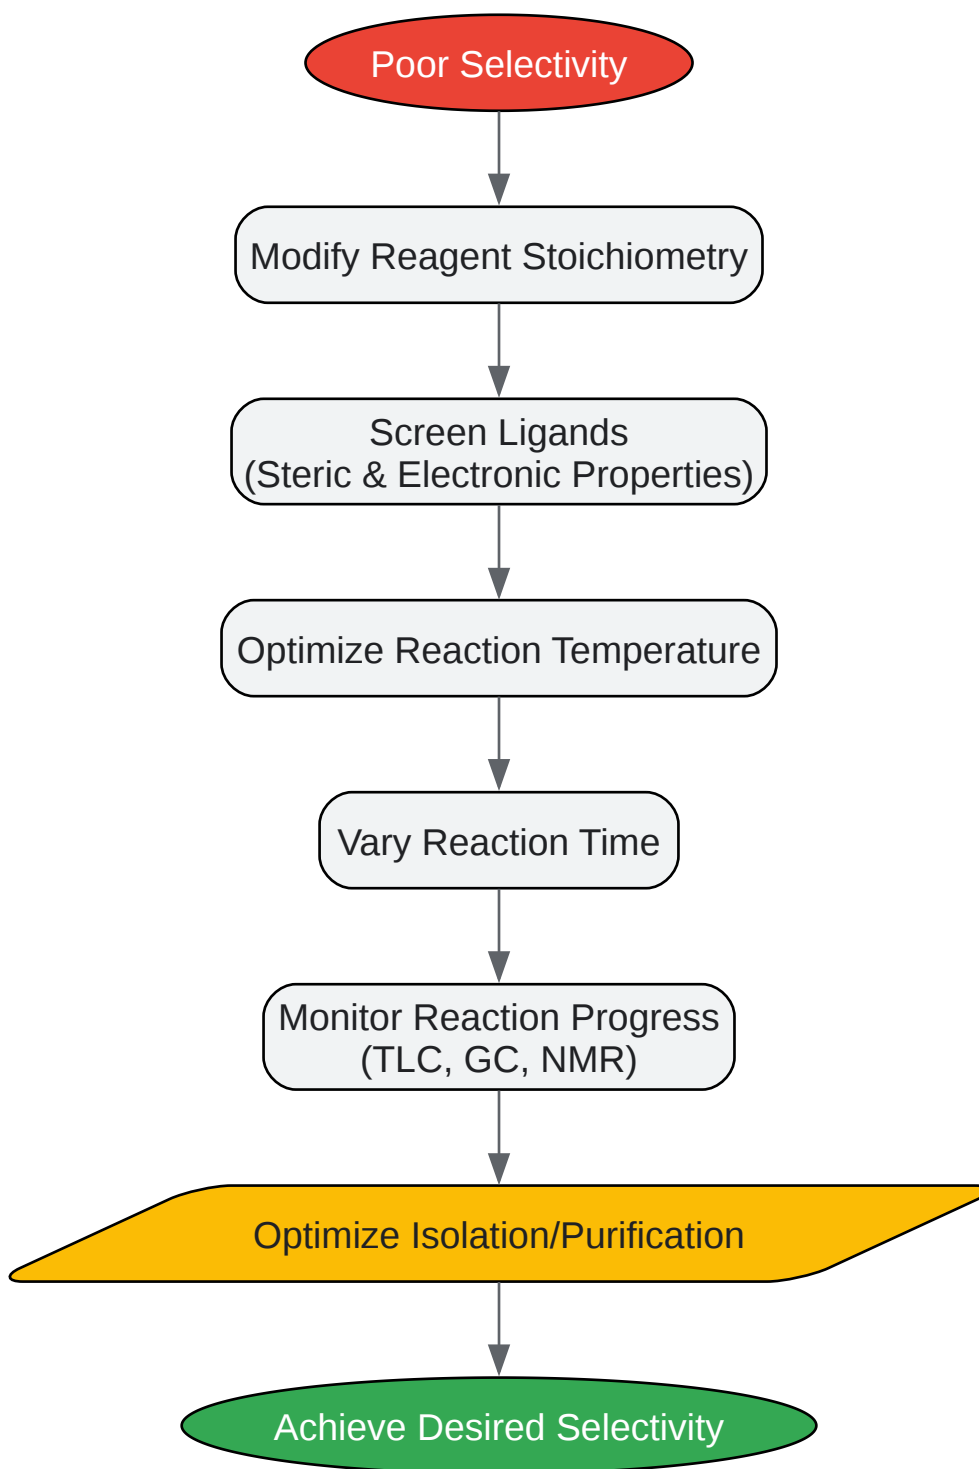 Poor Selectivity
Modify Reagent Stoichiometry
Screen Ligands
(Steric & Electronic Properties)
Optimize Reaction Temperature
Vary Reaction Time
Monitor Reaction Progress
(TLC, GC, NMR)
Optimize Isolation/Purification
Achieve Desired Selectivity